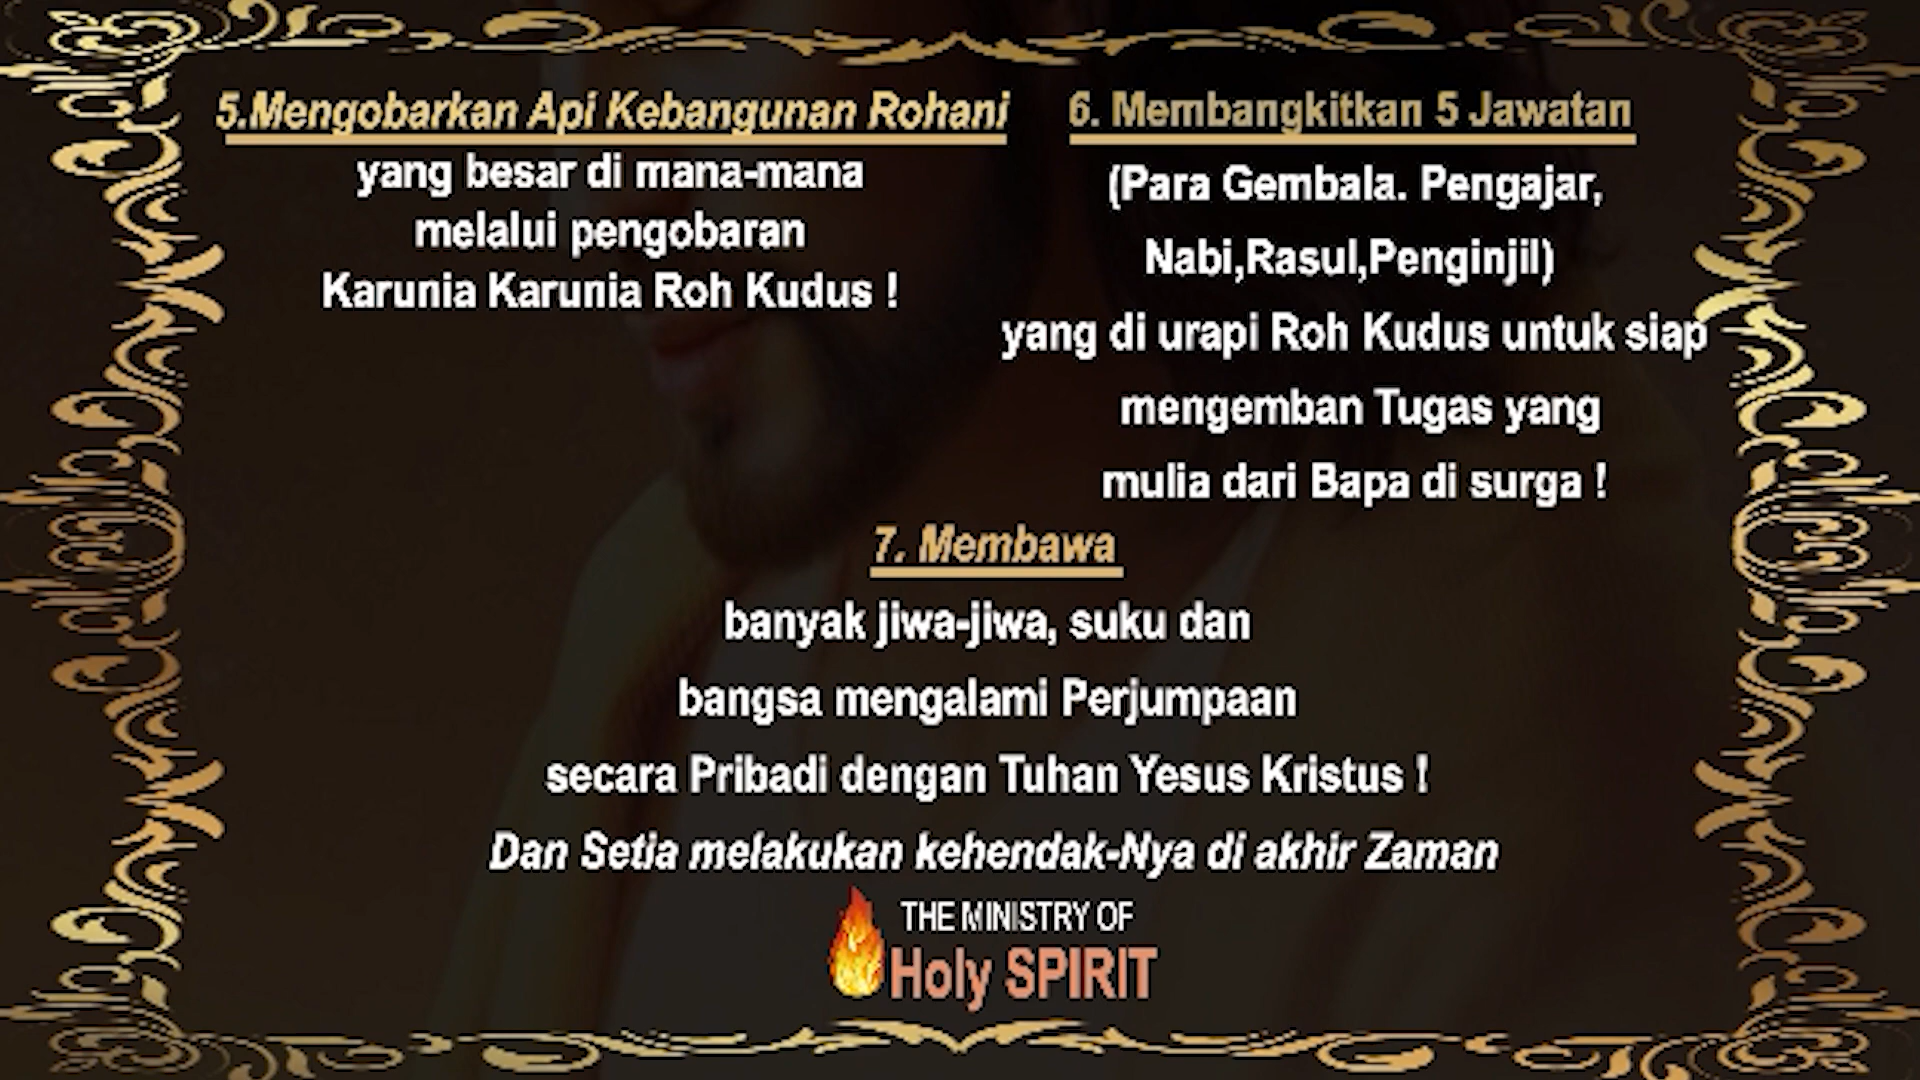 5.Mengobarkan Api Kebangunan Rohani
yang besar di mana-mana
melalui pengobaran
Karunia Karunia Roh Kudus !
6. Membangkitkan 5 Jawatan
(Para Gembala. Pengajar,
Nabi,Rasul,Penginjil)
yang di urapi Roh Kudus untuk siap
mengemban Tugas yang
mulia dari Bapa di surga !
7. Membawa
banyak jiwa-jiwa, suku dan
bangsa mengalami Perjumpaan
secara Pribadi dengan Tuhan Yesus Kristus !
Dan Setia melakukan kehendak-Nya di akhir Zaman
THE MINISTRY OF
Holy SPIRIT